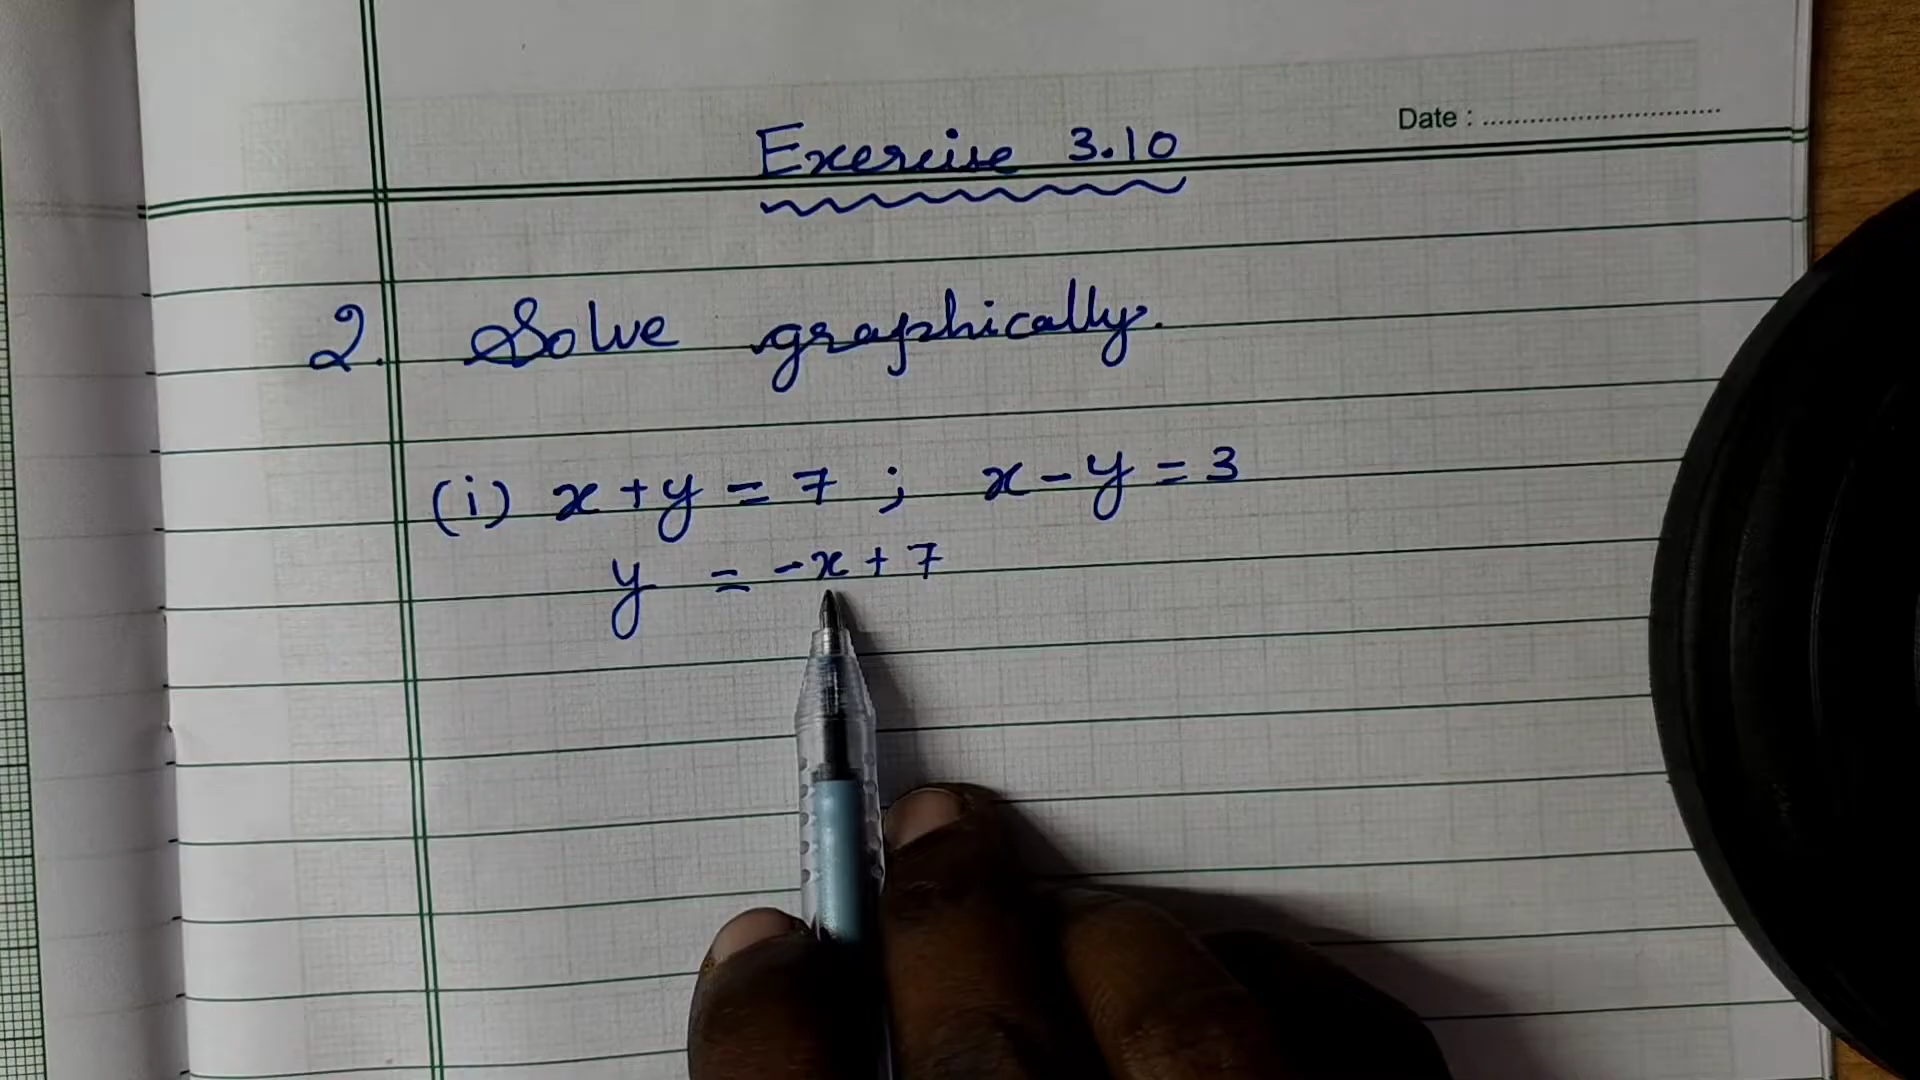 Date : ..............................
Exercise 3.10
2. Solve graphically.
(i) x + y = 7 ; x - y = 3
y = -x + 7